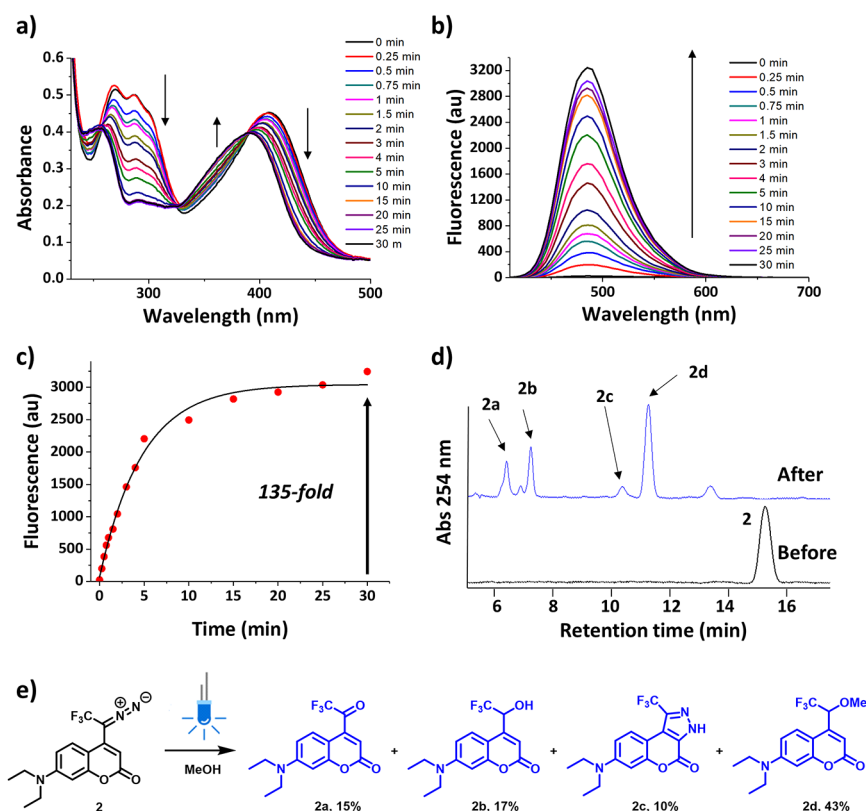 a)
0.6
0.5
0.4
0.3
0.2
0.1
0.0
300
400
500
Absorbance
Wavelength (nm)
0 min
0.25 min
0.5 min
0.75 min
1 min
1.5 min
2 min
3 min
4 min
5 min
10 min
15 min
20 min
25 min
30 m
b)
3200
2800
2400
2000
1600
1200
800
400
0
500
600
700
Fluorescence (au)
Wavelength (nm)
0 min
0.25 min
0.5 min
0.75 min
1 min
1.5 min
2 min
3 min
4 min
5 min
10 min
15 min
20 min
25 min
30 min
c)
3000
2500
2000
1500
1000
500
0
0
5
10
15
20
25
30
Fluorescence (au)
Time (min)
135-fold
d)
2a
2b
2c
2d
After
2
Before
Abs 254 nm
6
8
10
12
14
16
Retention time (min)
e)
F3C
N
N
N
O
O
2
MeOH
F3C
O
N
O
O
2a, 15%
+
F3C
OH
N
O
O
2b, 17%
+
CF3
N
NH
N
O
O
2c, 10%
+
F3C
OMe
N
O
O
2d, 43%